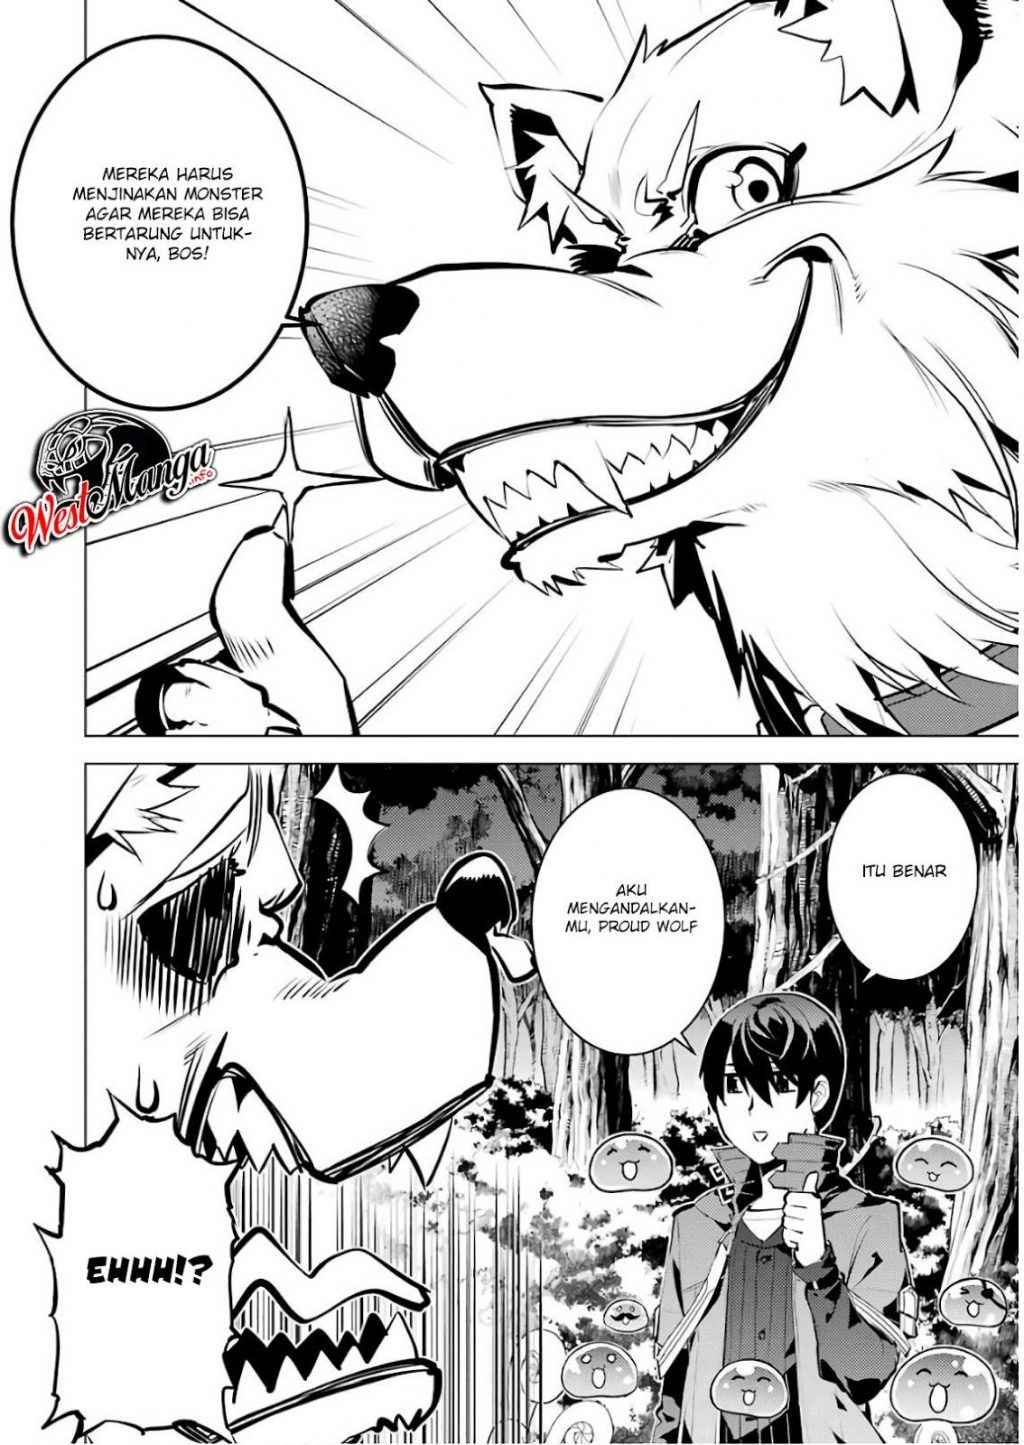 MEREKA HARUS
MENJINAKAN MONSTER
AGAR MEREKA BISA
BERTARUNG UNTUK-
NYA, BOS!
WestManga
.info
ITU BENAR
AKU
MENGANDALKAN-
MU, PROUD WOLF
EHHH!?